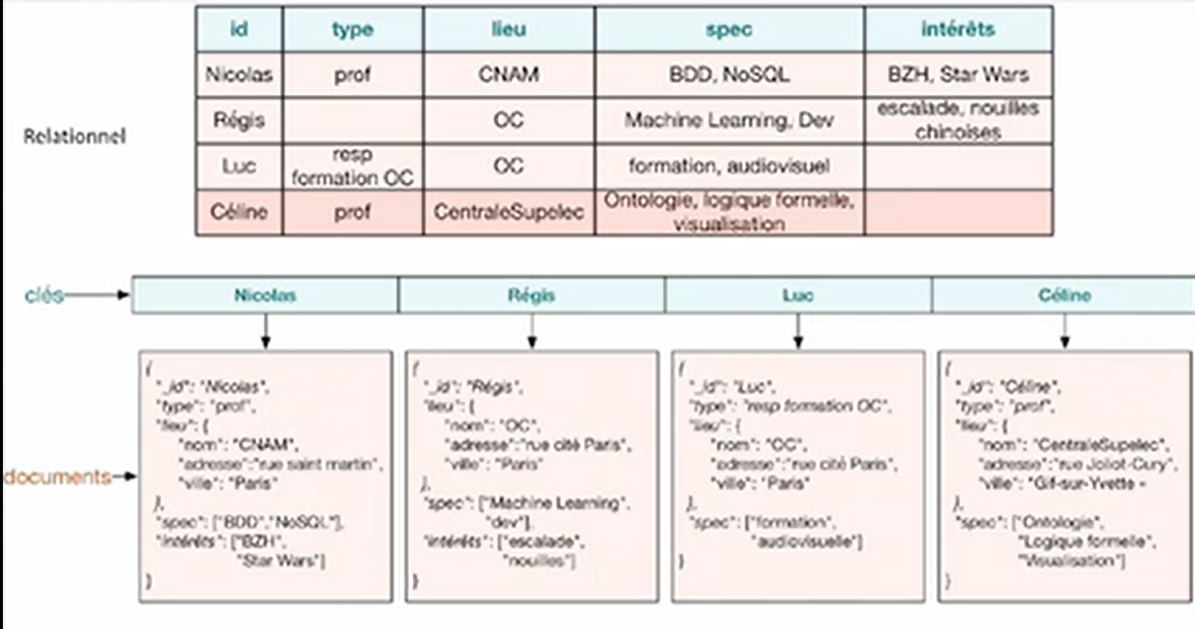 id type lieu spec intérêts
Nicolas prof CNAM BDD, NoSQL BZH, Star Wars
Relationnel
Régis OC Machine Learning, Dev escalade, nouilles
chinoises
Luc resp
formation OC OC formation, audiovisuel
Céline prof CentraleSupelec Ontologie, logique formelle,
visualisation
clés
Nicolas Régis Luc Céline
documents
{
"_id": "Nicolas",
"type": "prof",
"lieu": {
"nom": "CNAM",
"adresse":"rue saint martin",
"ville": "Paris"
},
"spec": ["BDD","NoSQL"],
"intérêts": ["BZH",
"Star Wars"]
}
{
"_id": "Régis",
"lieu": {
"nom": "OC",
"adresse":"rue cité Paris",
"ville": "Paris"
},
"spec": ["Machine Learning",
"dev"],
"intérêts": ["escalade",
"nouilles"]
}
{
"_id": "Luc",
"type": "resp formation OC",
"lieu": {
"nom": "OC",
"adresse":"rue cité Paris",
"ville": "Paris"
},
"spec": ["formation",
"audiovisuelle"]
}
{
"_id": "Céline",
"type": "prof",
"lieu": {
"nom": "CentraleSupelec",
"adresse":"rue Joliot-Cury",
"ville": "Gif-sur-Yvette -
},
"spec": ["Ontologie",
"Logique formelle",
"Visualisation"]
}